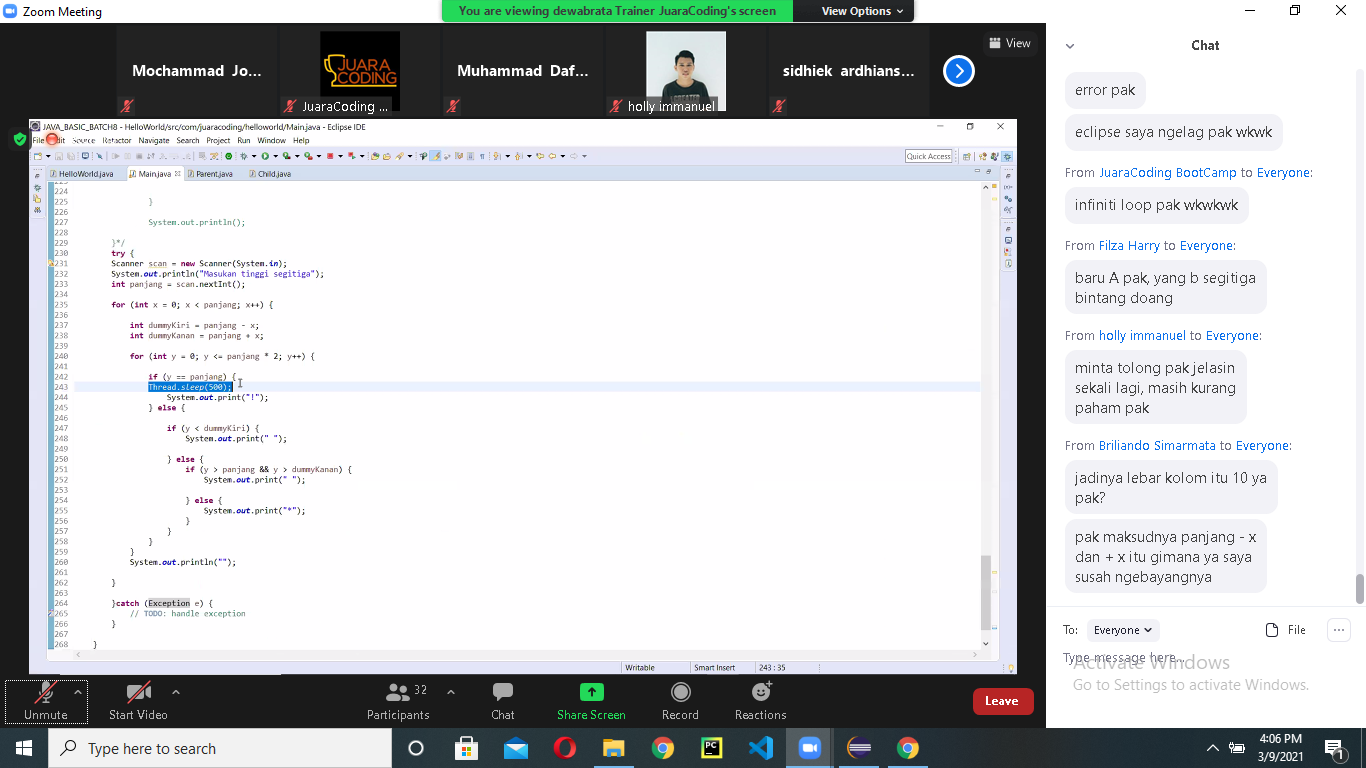 Zoom Meeting
You are viewing dewabrata Trainer JuaraCoding's screen
View Options
Mochammad Jo...
JUARA
CODING
JuaraCoding ...
Muhammad Daf...
holly immanuel
sidhiek ardhians...
View
JAVA_BASIC_BATCH8 - HelloWorld/src/com/juaracoding/helloworld/Main.java - Eclipse IDE
File Edit Source Refactor Navigate Search Project Run Window Help
Quick Access
HelloWorld.java Main.java Parent.java Child.java
224
225 }
226
227 System.out.println();
228
229 }*/
230 try {
231 Scanner scan = new Scanner(System.in);
232 System.out.println("Masukan tinggi segitiga");
233 int panjang = scan.nextInt();
234
235 for (int x = 0; x < panjang; x++) {
236
237 int dummyKiri = panjang - x;
238 int dummyKanan = panjang + x;
239
240 for (int y = 0; y <= panjang * 2; y++) {
241
242 if (y == panjang) {
243 Thread.sleep(500);
244 System.out.print("!");
245 } else {
246
247 if (y < dummyKiri) {
248 System.out.print(" ");
249
250 } else {
251 if (y > panjang && y > dummyKanan) {
252 System.out.print(" ");
253
254 } else {
255 System.out.print("*");
256 }
257 }
258 }
259 }
260 System.out.println("");
261
262 }
263
264 }catch (Exception e) {
265 // TODO: handle exception
266 }
267
268 }
Writable Smart Insert 243 : 35
Chat
error pak
eclipse saya ngelag pak wkwk
From JuaraCoding BootCamp to Everyone:
infiniti loop pak wkwkwk
From Filza Harry to Everyone:
baru A pak, yang b segitiga
bintang doang
From holly immanuel to Everyone:
minta tolong pak jelasin
sekali lagi, masih kurang
paham pak
From Briliando Simarmata to Everyone:
jadinya lebar kolom itu 10 ya
pak?
pak maksudnya panjang - x
dan + x itu gimana ya saya
susah ngebayangnya
To: Everyone File
Type message here...
Activate Windows
Go to Settings to activate Windows.
Unmute
Start Video
Participants 32
Chat
Share Screen
Record
Reactions
Leave
Type here to search
PC
4:06 PM
3/9/2021
1